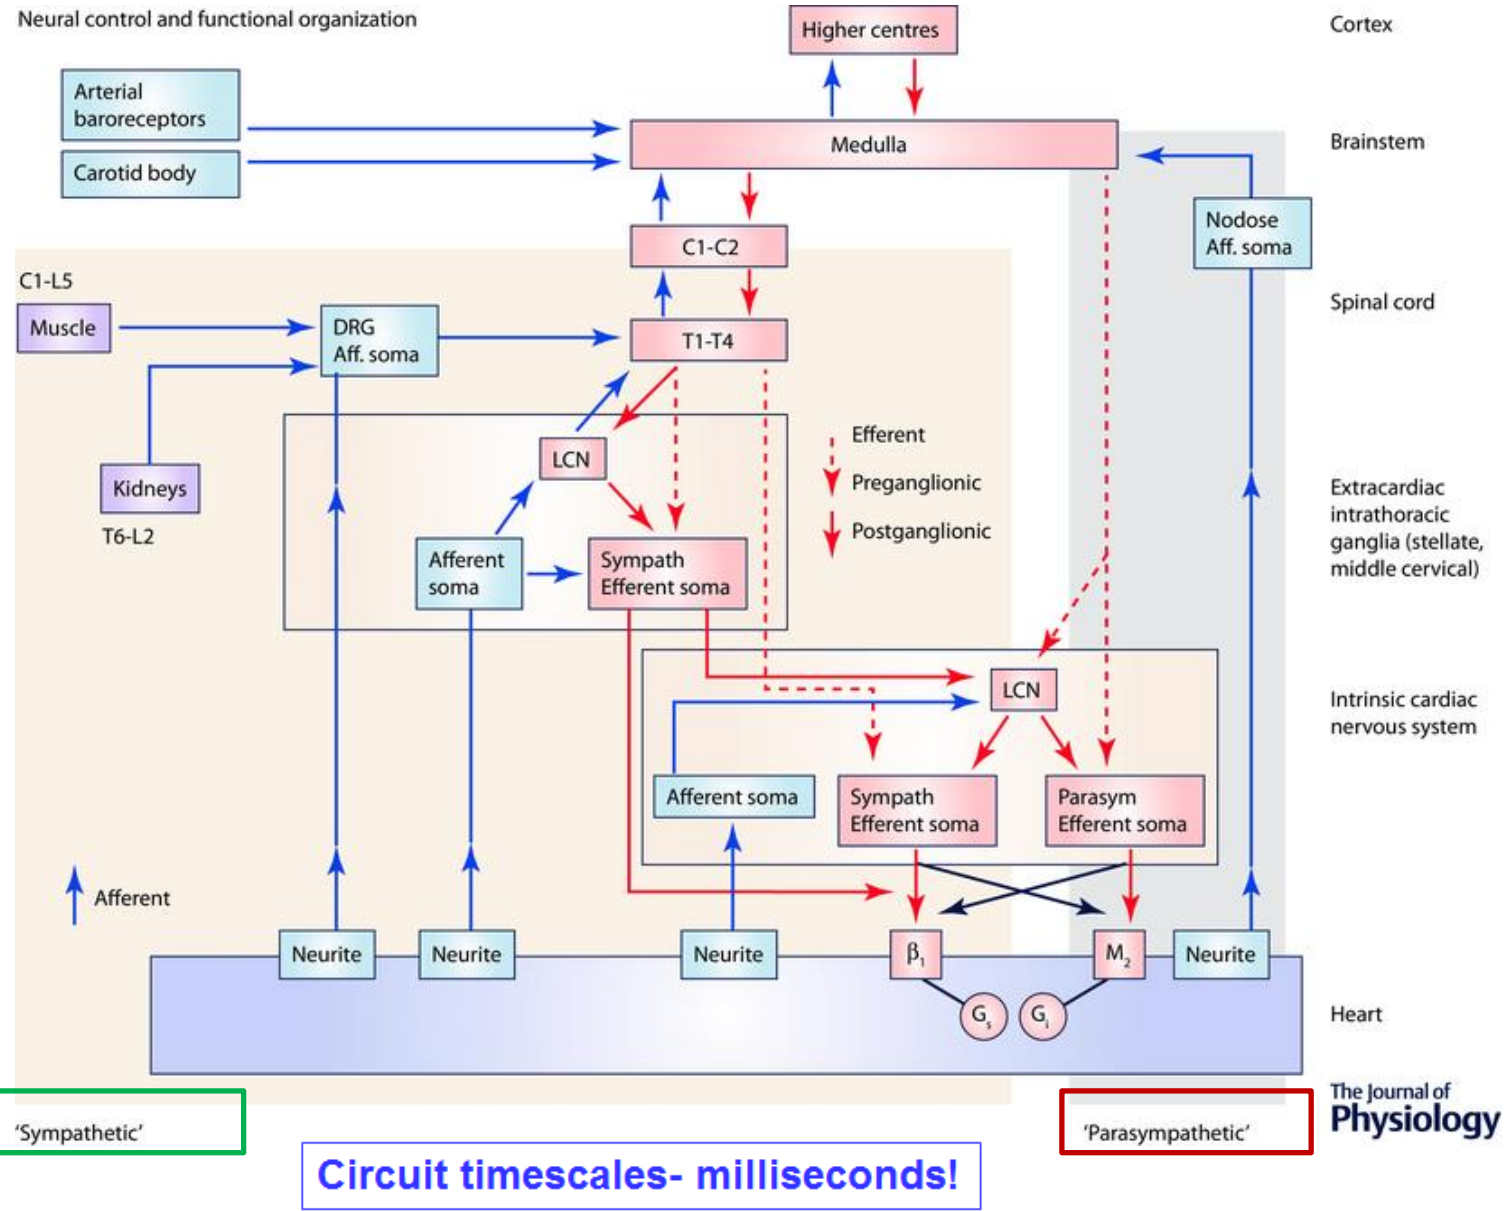 Neural control and functional organization
Higher centres
Cortex
Arterial
baroreceptors
Medulla
Brainstem
Carotid body
Nodose
Aff. soma
C1-C2
C1-L5
Muscle
DRG
Aff. soma
T1-T4
Spinal cord
Kidneys
T6-L2
LCN
Afferent
soma
Sympath
Efferent soma
Efferent
Preganglionic
Postganglionic
Extracardiac
intrathoracic
ganglia (stellate,
middle cervical)
LCN
Intrinsic cardiac
nervous system
Afferent soma
Sympath
Efferent soma
Parasym
Efferent soma
Afferent
Neurite
Neurite
Neurite
β₁
M₂
Neurite
Gₛ
Gᵢ
Heart
'Sympathetic'
'Parasympathetic'
The Journal of
Physiology
Circuit timescales- milliseconds!